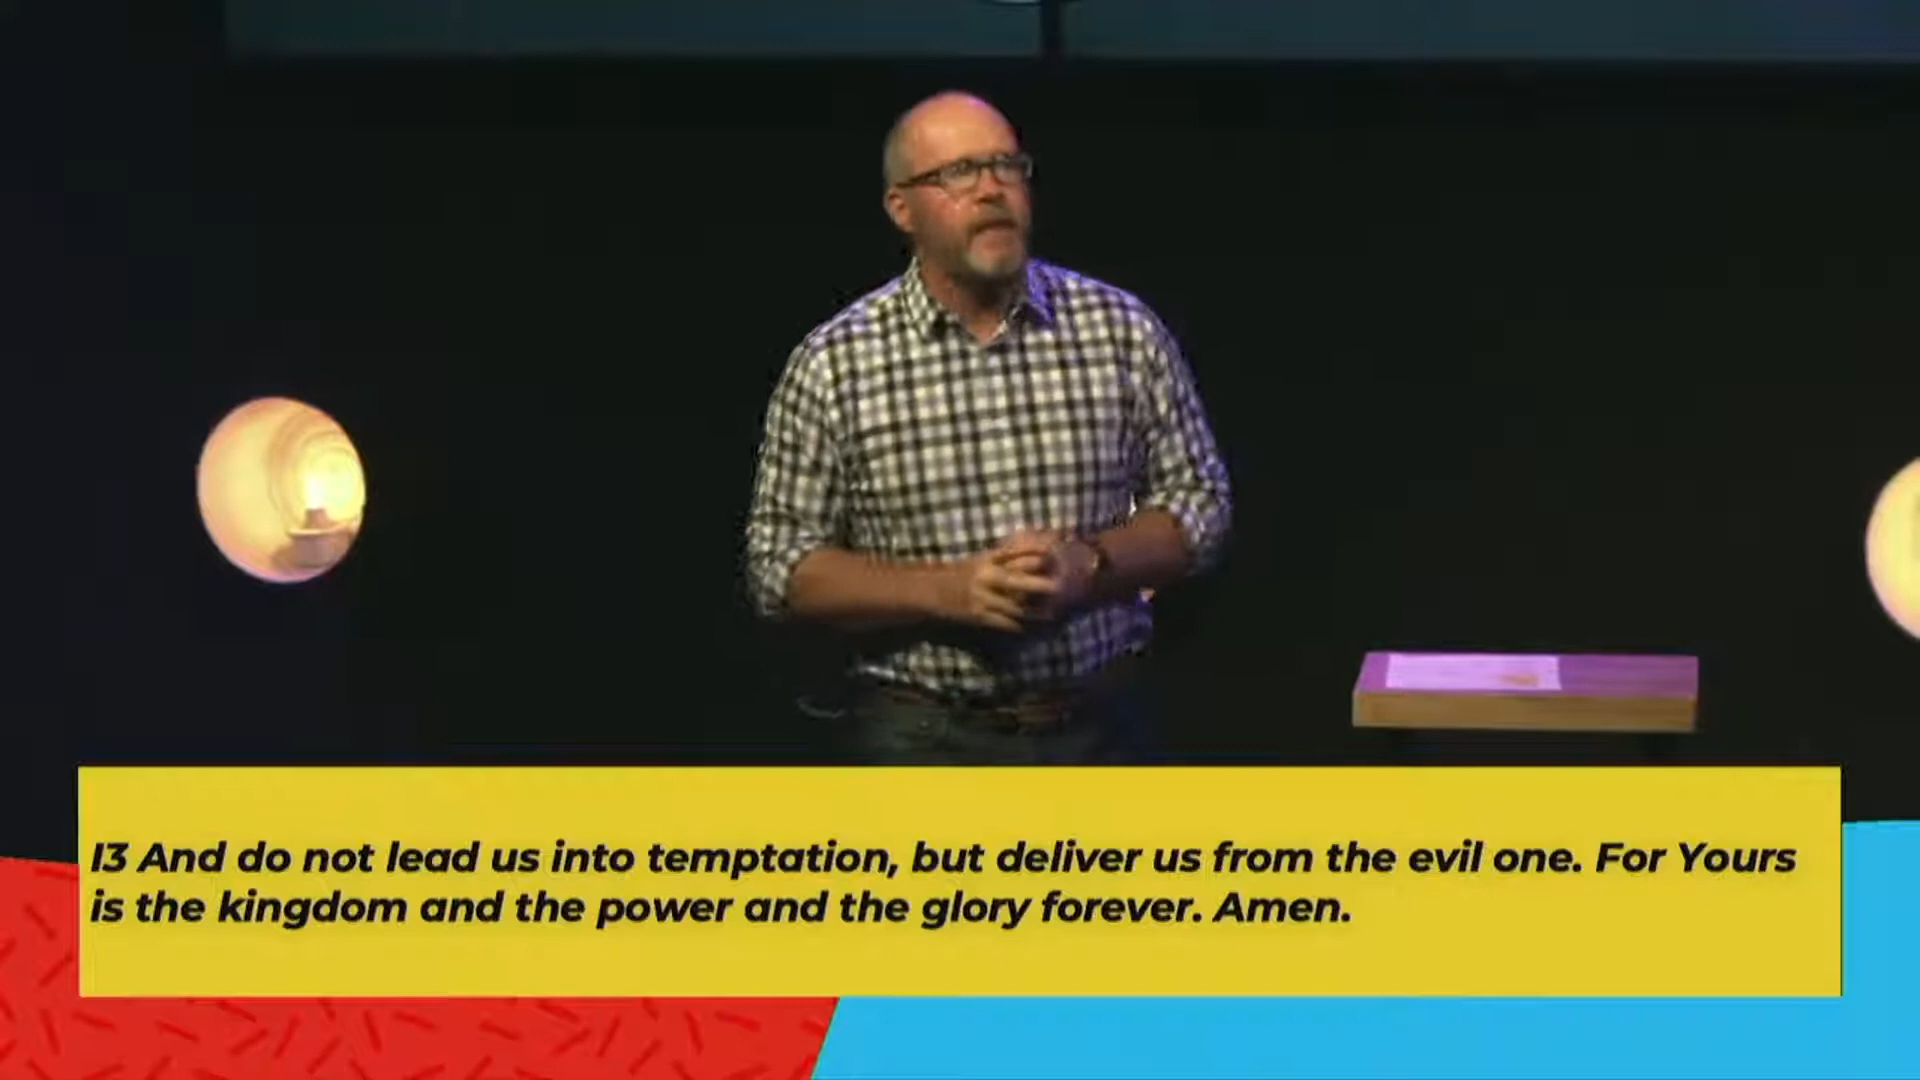 13 And do not lead us into temptation, but deliver us from the evil one. For Yours
is the kingdom and the power and the glory forever. Amen.